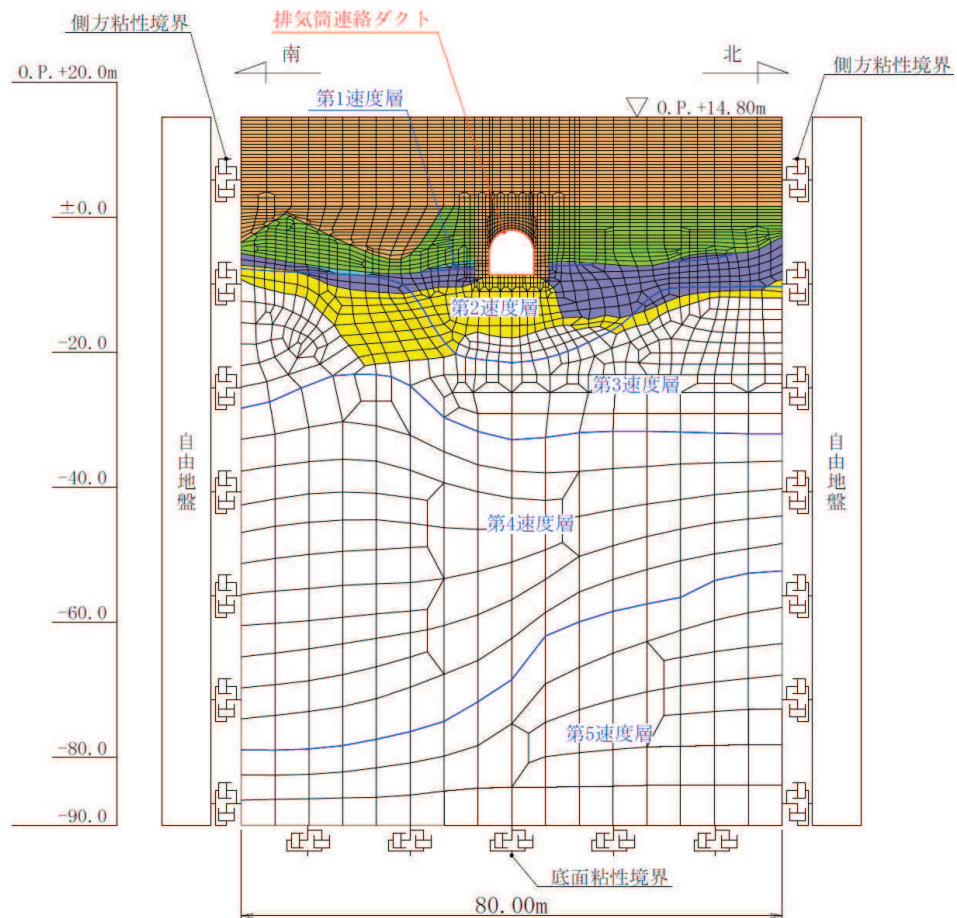 排気筒連絡ダクト
側方粘性境界
南
北
側方粘性境界
O.P.+20.0m
第1速度層
O.P.+14.80m
±0.0
第2速度層
-20.0
第3速度層
自由地盤
自由地盤
-40.0
第4速度層
-60.0
第5速度層
-80.0
-90.0
底面粘性境界
80.00m